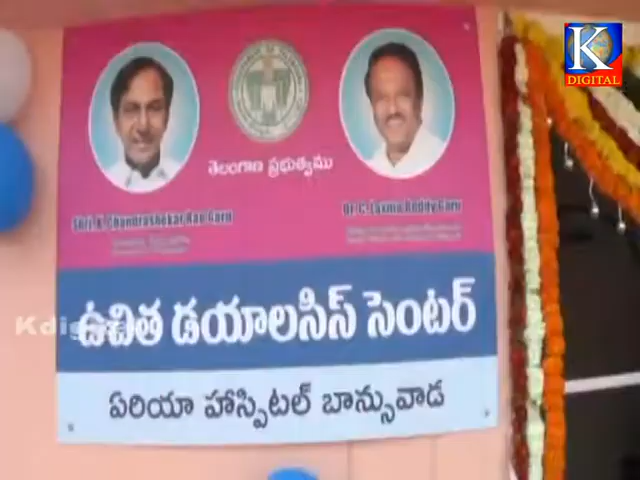 K
DIGITAL
తెలంగాణ ప్రభుత్వము
Shri. K. Chandrashekar Rao Garu
Dr. C. Laxma Reddy Garu
ఉచిత డయాలసిస్ సెంటర్
ఏరియా హాస్పిటల్ బాన్సువాడ